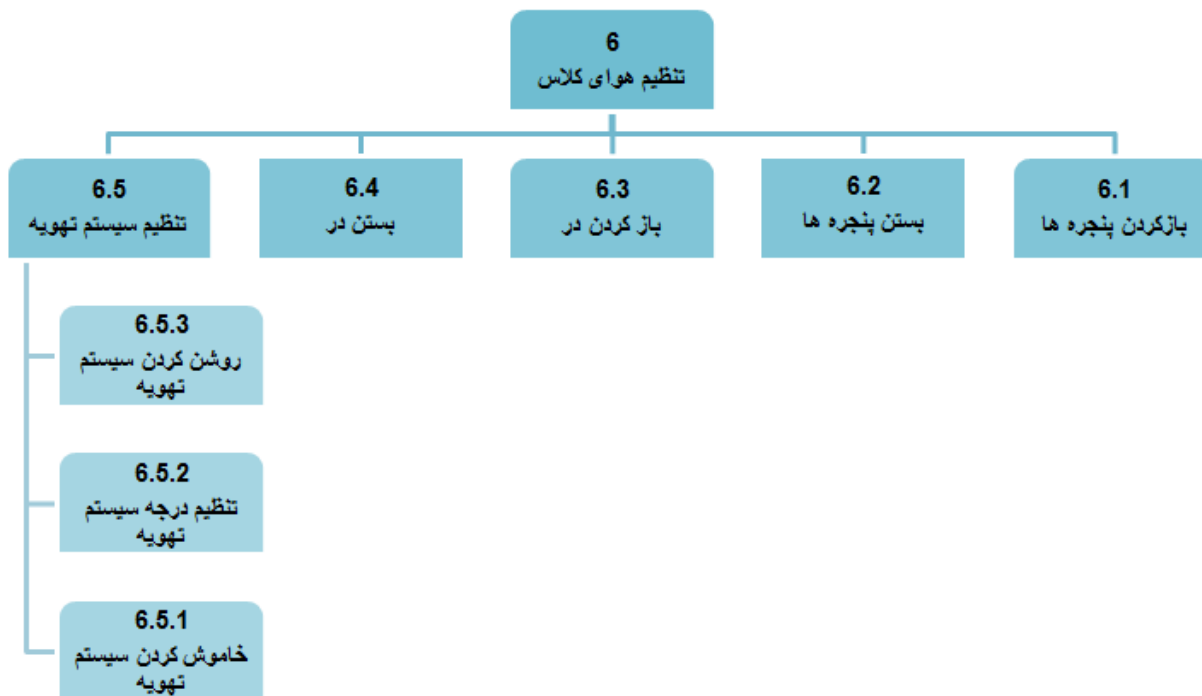 6
تنظیم هوای کلاس
6.1
بازکردن پنجره ها
6.2
بستن پنجره ها
6.3
باز کردن در
6.4
بستن در
6.5
تنظیم سیستم تهویه
6.5.3
روشن کردن سیستم
تهویه
6.5.2
تنظیم درجه سیستم
تهویه
6.5.1
خاموش کردن سیستم
تهویه